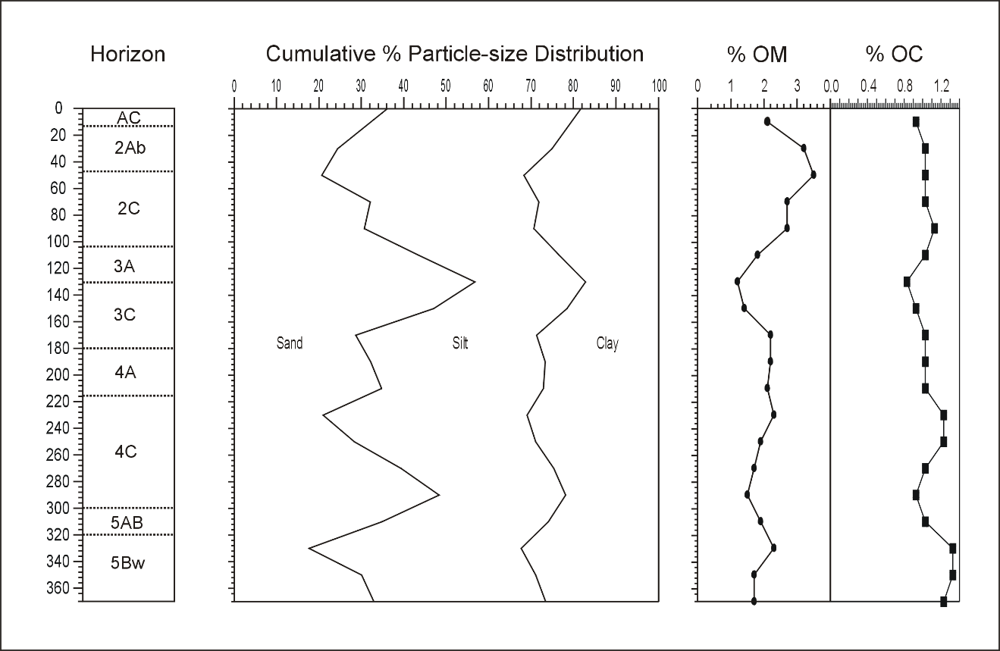 Horizon Cumulative % Particle-size Distribution % OM % OC
0 10 20 30 40 50 60 70 80 90 100 0 1 2 3 0.0 0.4 0.8 1.2
0
AC
20
2Ab
40
60
2C
80
100
3A
120
140
3C
160
Sand Silt Clay
180
4A
200
220
240
4C
260
280
300
5AB
320
5Bw
340
360